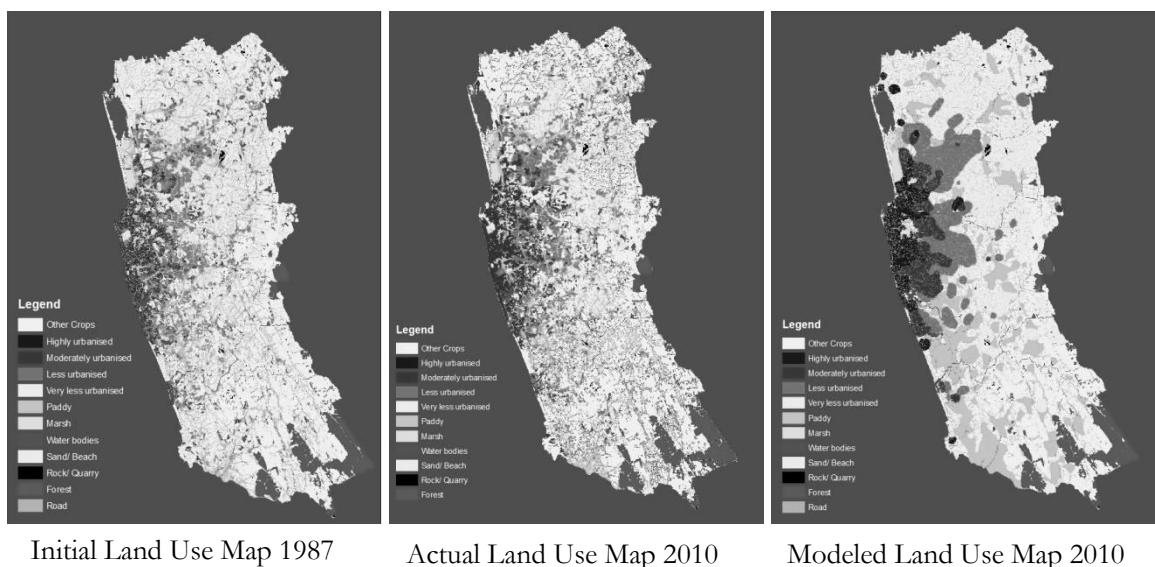 Legend
Other Crops
Highly urbanised
Moderately urbanised
Less urbanised
Very less urbanised
Paddy
Marsh
Water bodies
Sand/ Beach
Rock/ Quarry
Forest
Road
Initial Land Use Map 1987
Legend
Other Crops
Highly urbanised
Moderately urbanised
Less urbanised
Very less urbanised
Paddy
Marsh
Water bodies
Sand/ Beach
Rock/ Quarry
Forest
Actual Land Use Map 2010
Legend
Other Crops
Highly urbanised
Moderately urbanised
Less urbanised
Very less urbanised
Paddy
Marsh
Water bodies
Sand/ Beach
Rock/ Quarry
Forest
Road
Modeled Land Use Map 2010